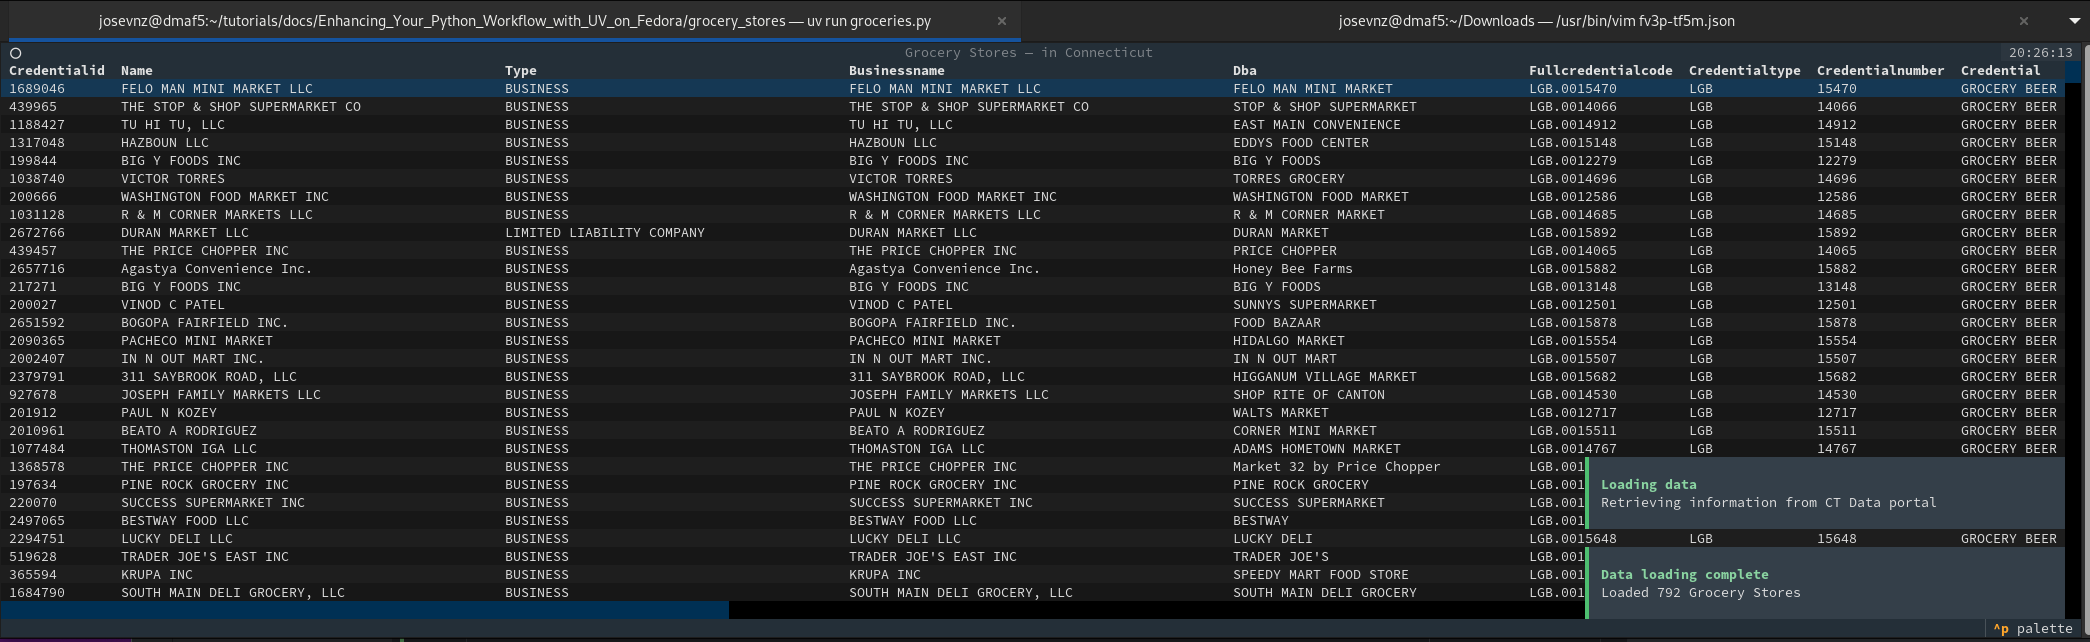 josevnz@dmaf5:~/tutorials/docs/Enhancing_Your_Python_Workflow_with_UV_on_Fedora/grocery_stores — uv run groceries.py × josevnz@dmaf5:~/Downloads — /usr/bin/vim fv3p-tf5m.json ×
Grocery Stores — in Connecticut 20:26:13
Credentialid Name Type Businessname Dba Fullcredentialcode Credentialtype Credentialnumber Credential
1689046 FELO MAN MINI MARKET LLC BUSINESS FELO MAN MINI MARKET LLC FELO MAN MINI MARKET LGB.0015470 LGB 15470 GROCERY BEER
439965 THE STOP & SHOP SUPERMARKET CO BUSINESS THE STOP & SHOP SUPERMARKET CO STOP & SHOP SUPERMARKET LGB.0014066 LGB 14066 GROCERY BEER
1188427 TU HI TU, LLC BUSINESS TU HI TU, LLC EAST MAIN CONVENIENCE LGB.0014912 LGB 14912 GROCERY BEER
1317048 HAZBOUN LLC BUSINESS HAZBOUN LLC EDDYS FOOD CENTER LGB.0015148 LGB 15148 GROCERY BEER
199844 BIG Y FOODS INC BUSINESS BIG Y FOODS INC BIG Y FOODS LGB.0012279 LGB 12279 GROCERY BEER
1038740 VICTOR TORRES BUSINESS VICTOR TORRES TORRES GROCERY LGB.0014696 LGB 14696 GROCERY BEER
200666 WASHINGTON FOOD MARKET INC BUSINESS WASHINGTON FOOD MARKET INC WASHINGTON FOOD MARKET LGB.0012586 LGB 12586 GROCERY BEER
1031128 R & M CORNER MARKETS LLC BUSINESS R & M CORNER MARKETS LLC R & M CORNER MARKET LGB.0014685 LGB 14685 GROCERY BEER
2672766 DURAN MARKET LLC LIMITED LIABILITY COMPANY DURAN MARKET LLC DURAN MARKET LGB.0015892 LGB 15892 GROCERY BEER
439457 THE PRICE CHOPPER INC BUSINESS THE PRICE CHOPPER INC PRICE CHOPPER LGB.0014065 LGB 14065 GROCERY BEER
2657716 Agastya Convenience Inc. BUSINESS Agastya Convenience Inc. Honey Bee Farms LGB.0015882 LGB 15882 GROCERY BEER
217271 BIG Y FOODS INC BUSINESS BIG Y FOODS INC BIG Y FOODS LGB.0013148 LGB 13148 GROCERY BEER
200027 VINOD C PATEL BUSINESS VINOD C PATEL SUNNYS SUPERMARKET LGB.0012501 LGB 12501 GROCERY BEER
2651592 BOGOPA FAIRFIELD INC. BUSINESS BOGOPA FAIRFIELD INC. FOOD BAZAAR LGB.0015878 LGB 15878 GROCERY BEER
2090365 PACHECO MINI MARKET BUSINESS PACHECO MINI MARKET HIDALGO MARKET LGB.0015554 LGB 15554 GROCERY BEER
2002407 IN N OUT MART INC. BUSINESS IN N OUT MART INC. IN N OUT MART LGB.0015507 LGB 15507 GROCERY BEER
2379791 311 SAYBROOK ROAD, LLC BUSINESS 311 SAYBROOK ROAD, LLC HIGGANUM VILLAGE MARKET LGB.0015682 LGB 15682 GROCERY BEER
927678 JOSEPH FAMILY MARKETS LLC BUSINESS JOSEPH FAMILY MARKETS LLC SHOP RITE OF CANTON LGB.0014530 LGB 14530 GROCERY BEER
201912 PAUL N KOZEY BUSINESS PAUL N KOZEY WALTS MARKET LGB.0012717 LGB 12717 GROCERY BEER
2010961 BEATO A RODRIGUEZ BUSINESS BEATO A RODRIGUEZ CORNER MINI MARKET LGB.0015511 LGB 15511 GROCERY BEER
1077484 THOMASTON IGA LLC BUSINESS THOMASTON IGA LLC ADAMS HOMETOWN MARKET LGB.0014767 LGB 14767 GROCERY BEER
1368578 THE PRICE CHOPPER INC BUSINESS THE PRICE CHOPPER INC Market 32 by Price Chopper LGB.001
197634 PINE ROCK GROCERY INC BUSINESS PINE ROCK GROCERY INC PINE ROCK GROCERY LGB.001 Loading data
220070 SUCCESS SUPERMARKET INC BUSINESS SUCCESS SUPERMARKET INC SUCCESS SUPERMARKET LGB.001 Retrieving information from CT Data portal
2497065 BESTWAY FOOD LLC BUSINESS BESTWAY FOOD LLC BESTWAY LGB.001
2294751 LUCKY DELI LLC BUSINESS LUCKY DELI LLC LUCKY DELI LGB.0015648 LGB 15648 GROCERY BEER
519628 TRADER JOE'S EAST INC BUSINESS TRADER JOE'S EAST INC TRADER JOE'S LGB.001
365594 KRUPA INC BUSINESS KRUPA INC SPEEDY MART FOOD STORE LGB.001 Data loading complete
1684790 SOUTH MAIN DELI GROCERY, LLC BUSINESS SOUTH MAIN DELI GROCERY, LLC SOUTH MAIN DELI GROCERY LGB.001 Loaded 792 Grocery Stores
^p palette